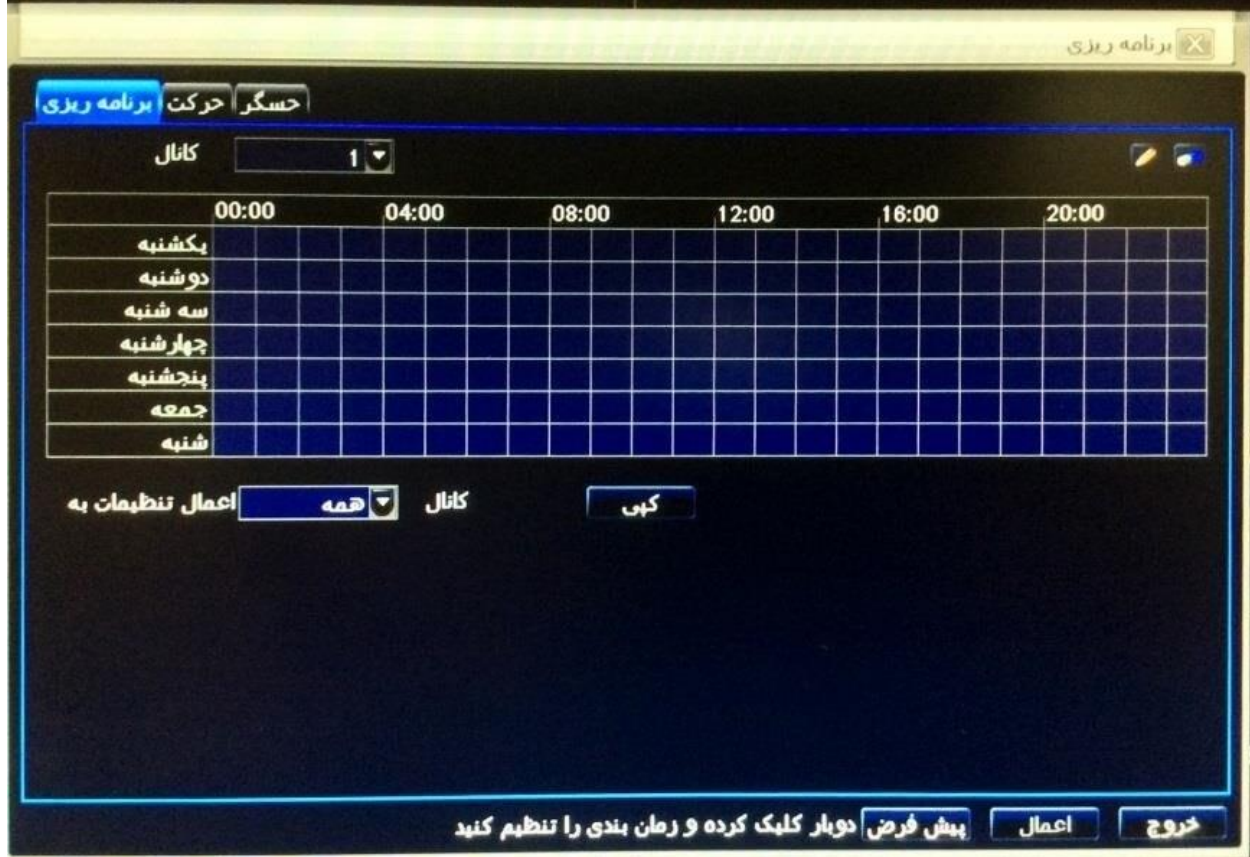 برنامه ریزی
برنامه ریزی حرکت حسگر
کانال 1
00:00 04:00 08:00 12:00 16:00 20:00
یکشنبه
دوشنبه
سه شنبه
چهارشنبه
پنجشنبه
جمعه
شنبه
اعمال تنظیمات به همه کانال کپی
دوبار کلیک کرده و زمان بندی را تنظیم کنید پیش فرض اعمال خروج